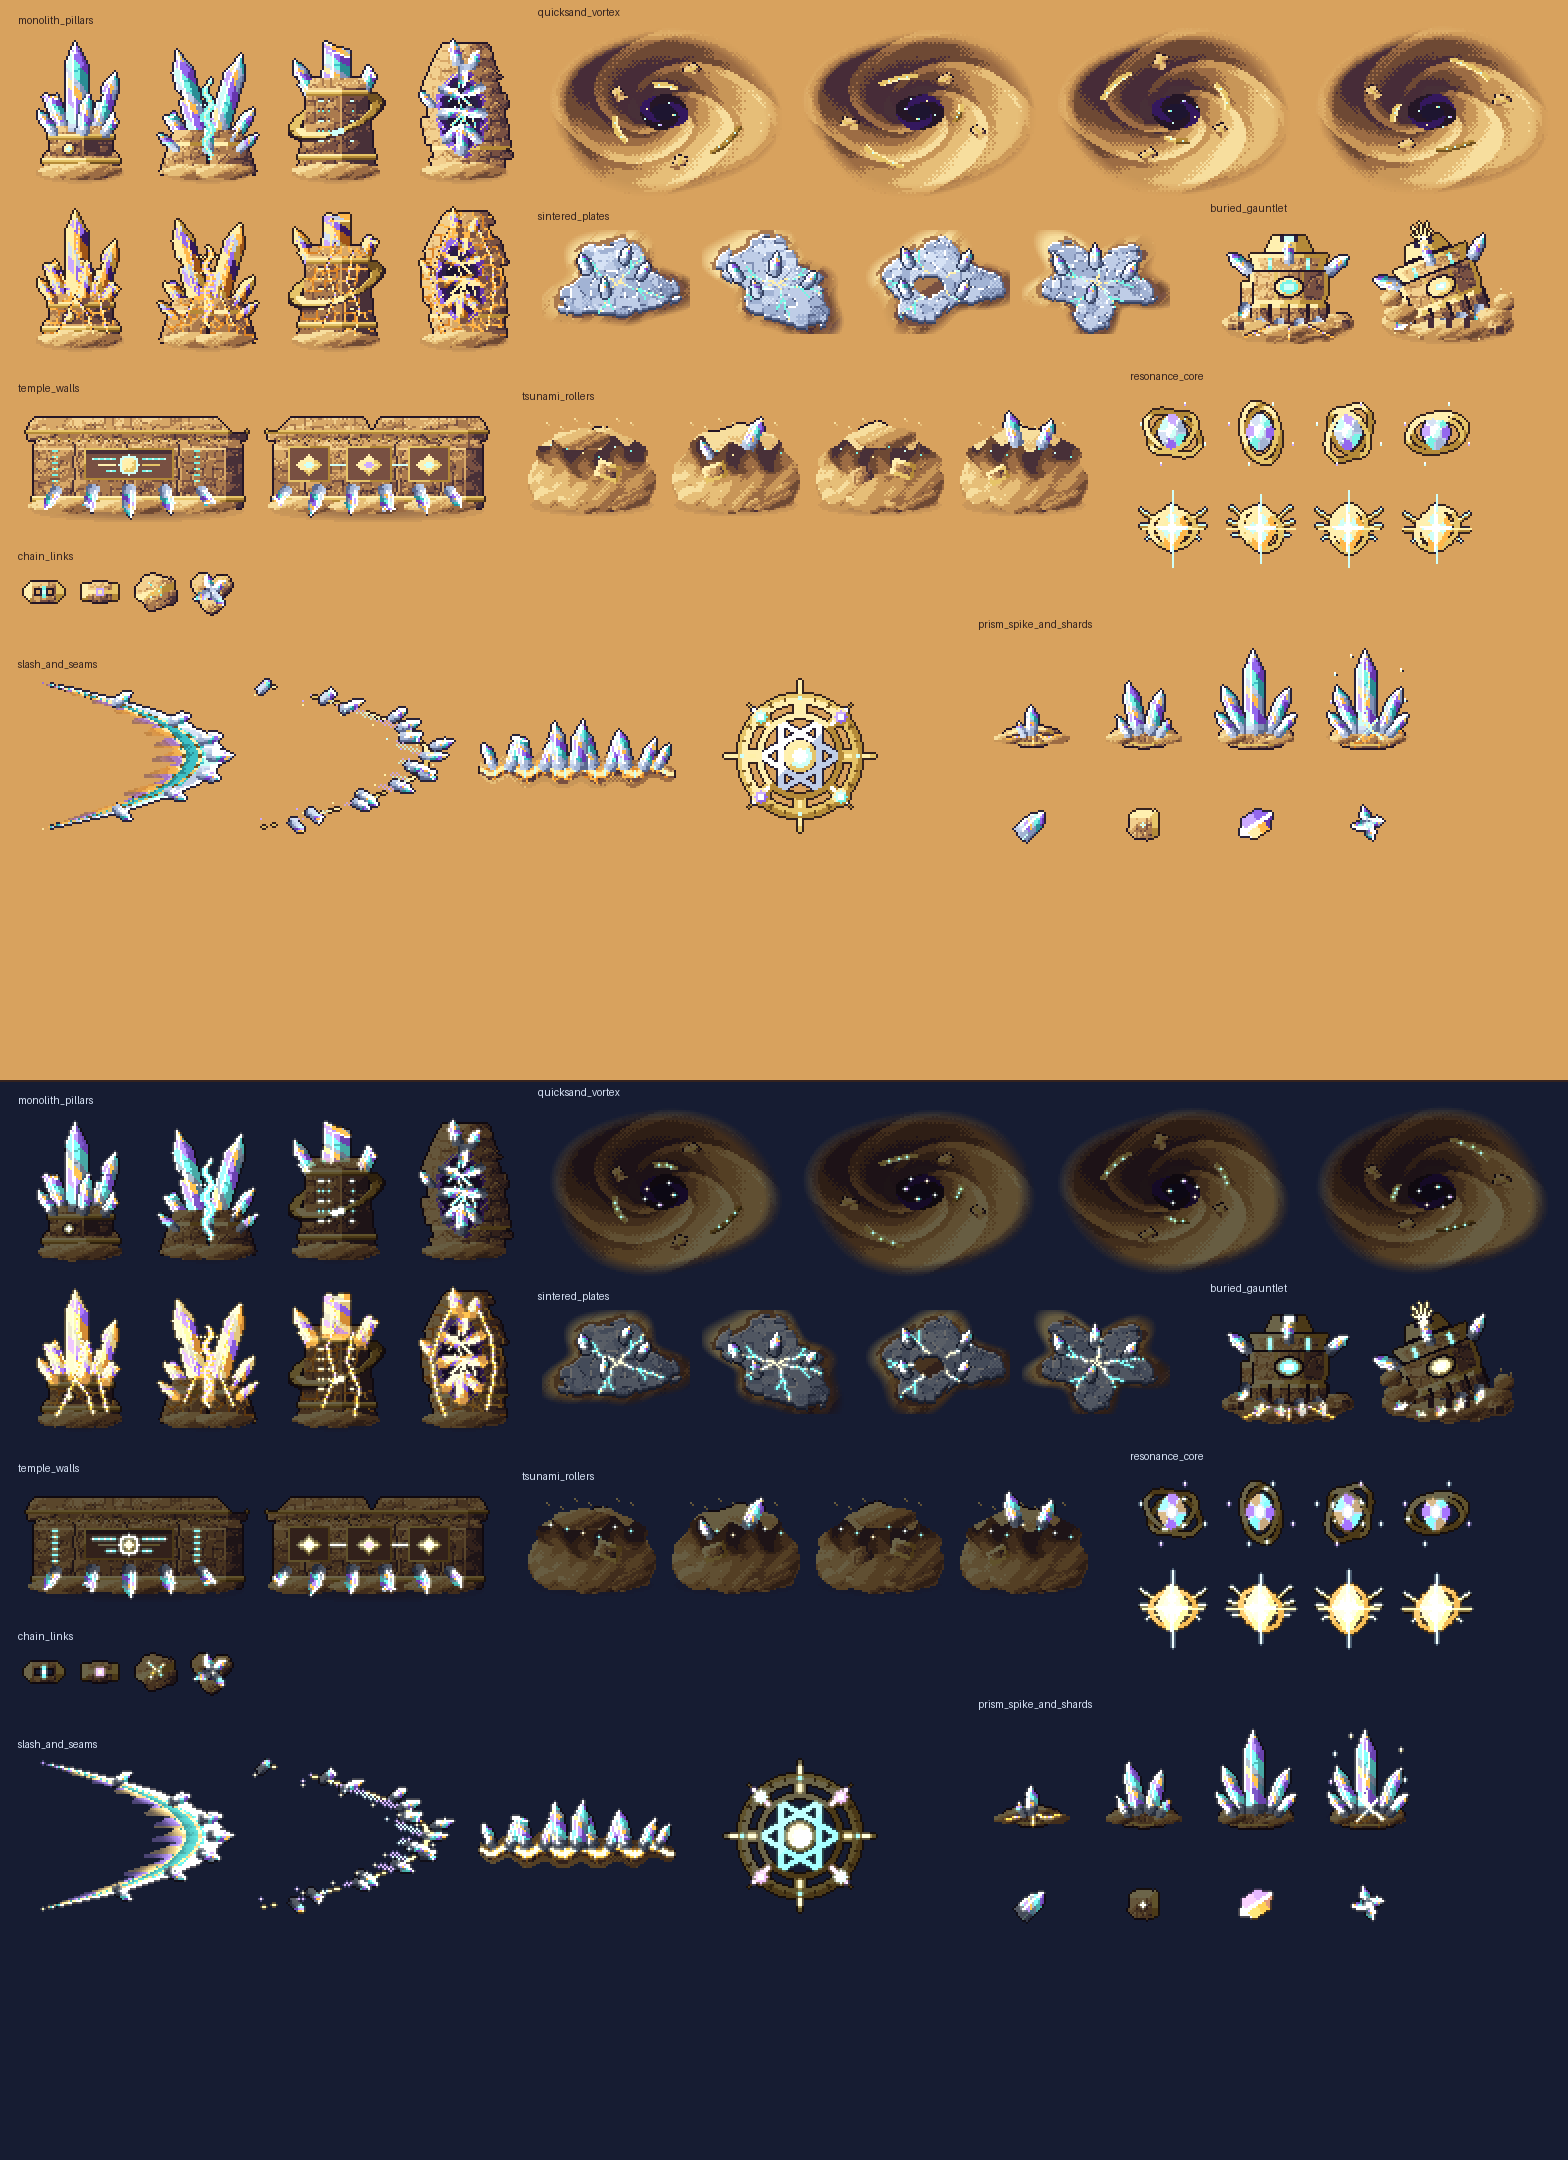 monolith_pillars
quicksand_vortex
sintered_plates
buried_gauntlet
temple_walls
tsunami_rollers
resonance_core
chain_links
prism_spike_and_shards
slash_and_seams
monolith_pillars
quicksand_vortex
sintered_plates
buried_gauntlet
temple_walls
tsunami_rollers
resonance_core
chain_links
prism_spike_and_shards
slash_and_seams